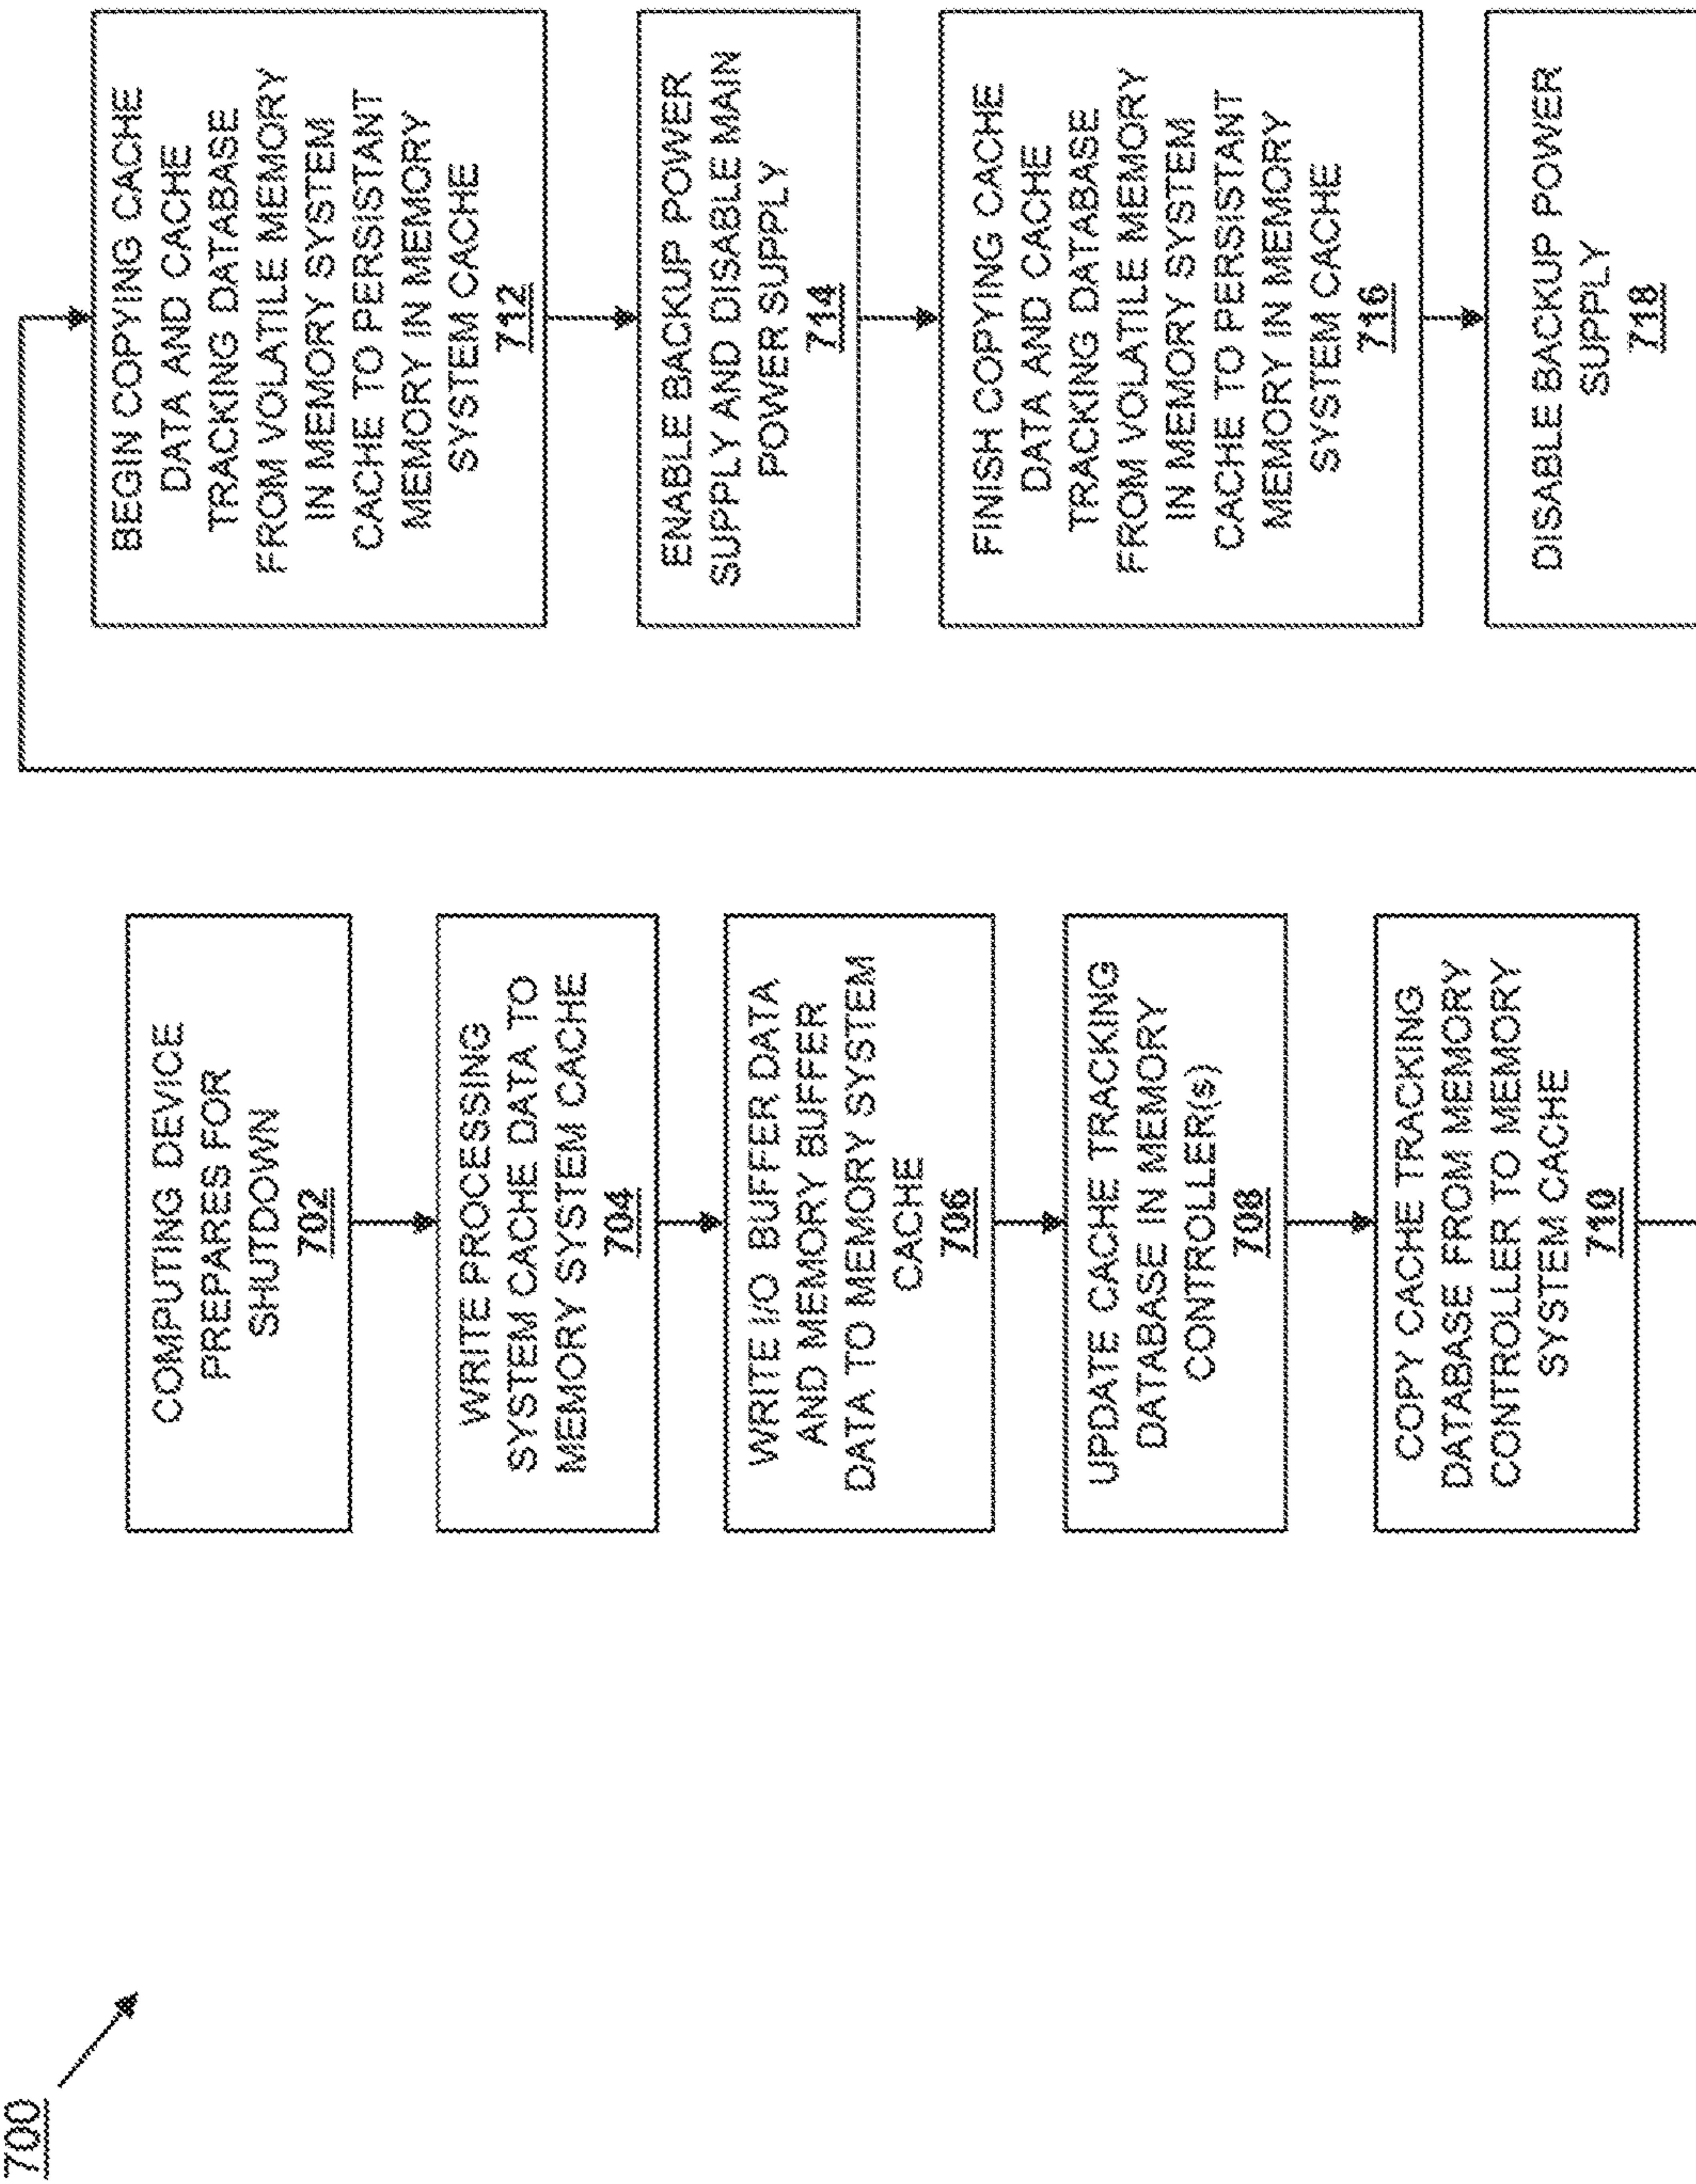 700
COMPUTING DEVICE
PREPARES FOR
SHUTDOWN
702
WRITE PROCESSING
SYSTEM CACHE DATA TO
MEMORY SYSTEM CACHE
704
WRITE I/O BUFFER DATA
AND MEMORY BUFFER
DATA TO MEMORY SYSTEM
CACHE
706
UPDATE CACHE TRACKING
DATABASE IN MEMORY
CONTROLLER(s)
708
COPY CACHE TRACKING
DATABASE FROM MEMORY
CONTROLLER TO MEMORY
SYSTEM CACHE
710
BEGIN COPYING CACHE
DATA AND CACHE
TRACKING DATABASE
FROM VOLATILE MEMORY
IN MEMORY SYSTEM
CACHE TO PERSISTANT
MEMORY IN MEMORY
SYSTEM CACHE
712
ENABLE BACKUP POWER
SUPPLY AND DISABLE MAIN
POWER SUPPLY
714
FINISH COPYING CACHE
DATA AND CACHE
TRACKING DATABASE
FROM VOLATILE MEMORY
IN MEMORY SYSTEM
CACHE TO PERSISTANT
MEMORY IN MEMORY
SYSTEM CACHE
716
DISABLE BACKUP POWER
SUPPLY
718